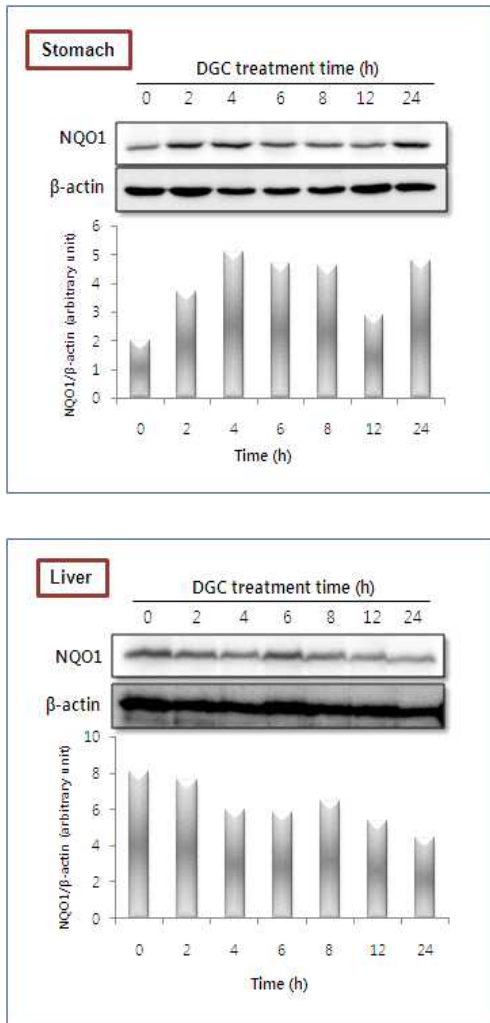 Stomach
DGC treatment time (h)
0 2 4 6 8 12 24
NQO1
β-actin
NQO1/β-actin (arbitrary unit)
6
5
4
3
2
1
0
0 2 4 6 8 12 24
Time (h)
Liver
DGC treatment time (h)
0 2 4 6 8 12 24
NQO1
β-actin
NQO1/β-actin (arbitrary unit)
10
8
6
4
2
0
0 2 4 6 8 12 24
Time (h)